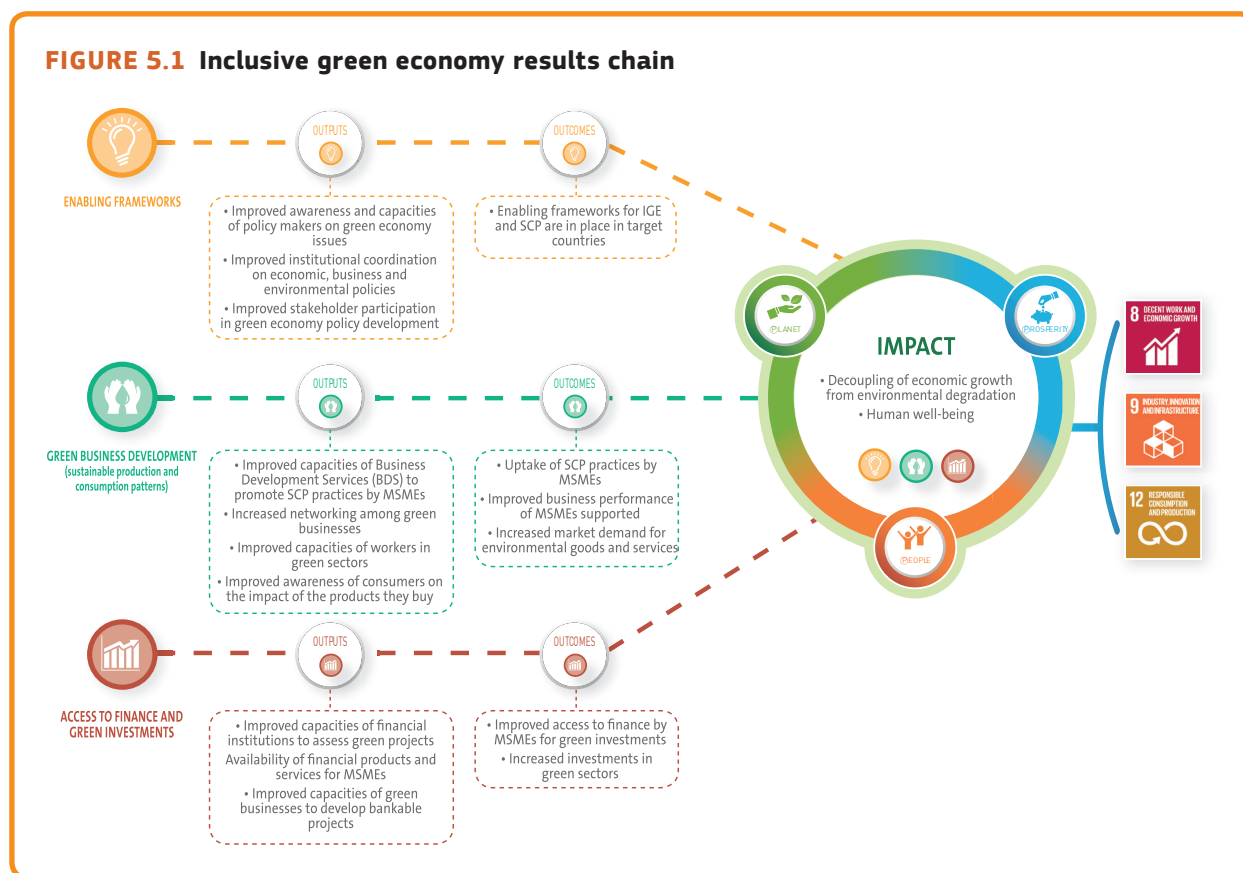 FIGURE 5.1 Inclusive green economy results chain
ENABLING FRAMEWORKS
OUTPUTS
• Improved awareness and capacities
of policy makers on green economy
issues
• Improved institutional coordination
on economic, business and
environmental policies
• Improved stakeholder participation
in green economy policy development
OUTCOMES
• Enabling frameworks for IGE
and SCP are in place in target
countries
GREEN BUSINESS DEVELOPMENT
(sustainable production and
consumption patterns)
OUTPUTS
• Improved capacities of Business
Development Services (BDS) to
promote SCP practices by MSMEs
• Increased networking among green
businesses
• Improved capacities of workers in
green sectors
• Improved awareness of consumers on
the impact of the products they buy
OUTCOMES
• Uptake of SCP practices by
MSMEs
• Improved business performance
of MSMEs supported
• Increased market demand for
environmental goods and services
ACCESS TO FINANCE AND
GREEN INVESTMENTS
OUTPUTS
• Improved capacities of financial
institutions to assess green projects
Availability of financial products and
services for MSMEs
• Improved capacities of green
businesses to develop bankable
projects
OUTCOMES
• Improved access to finance by
MSMEs for green investments
• Increased investments in
green sectors
PLANET
PROSPERITY
IMPACT
• Decoupling of economic growth
from environmental degradation
• Human well-being
PEOPLE
8 DECENT WORK AND
ECONOMIC GROWTH
9 INDUSTRY, INNOVATION
AND INFRASTRUCTURE
12 RESPONSIBLE
CONSUMPTION
AND PRODUCTION